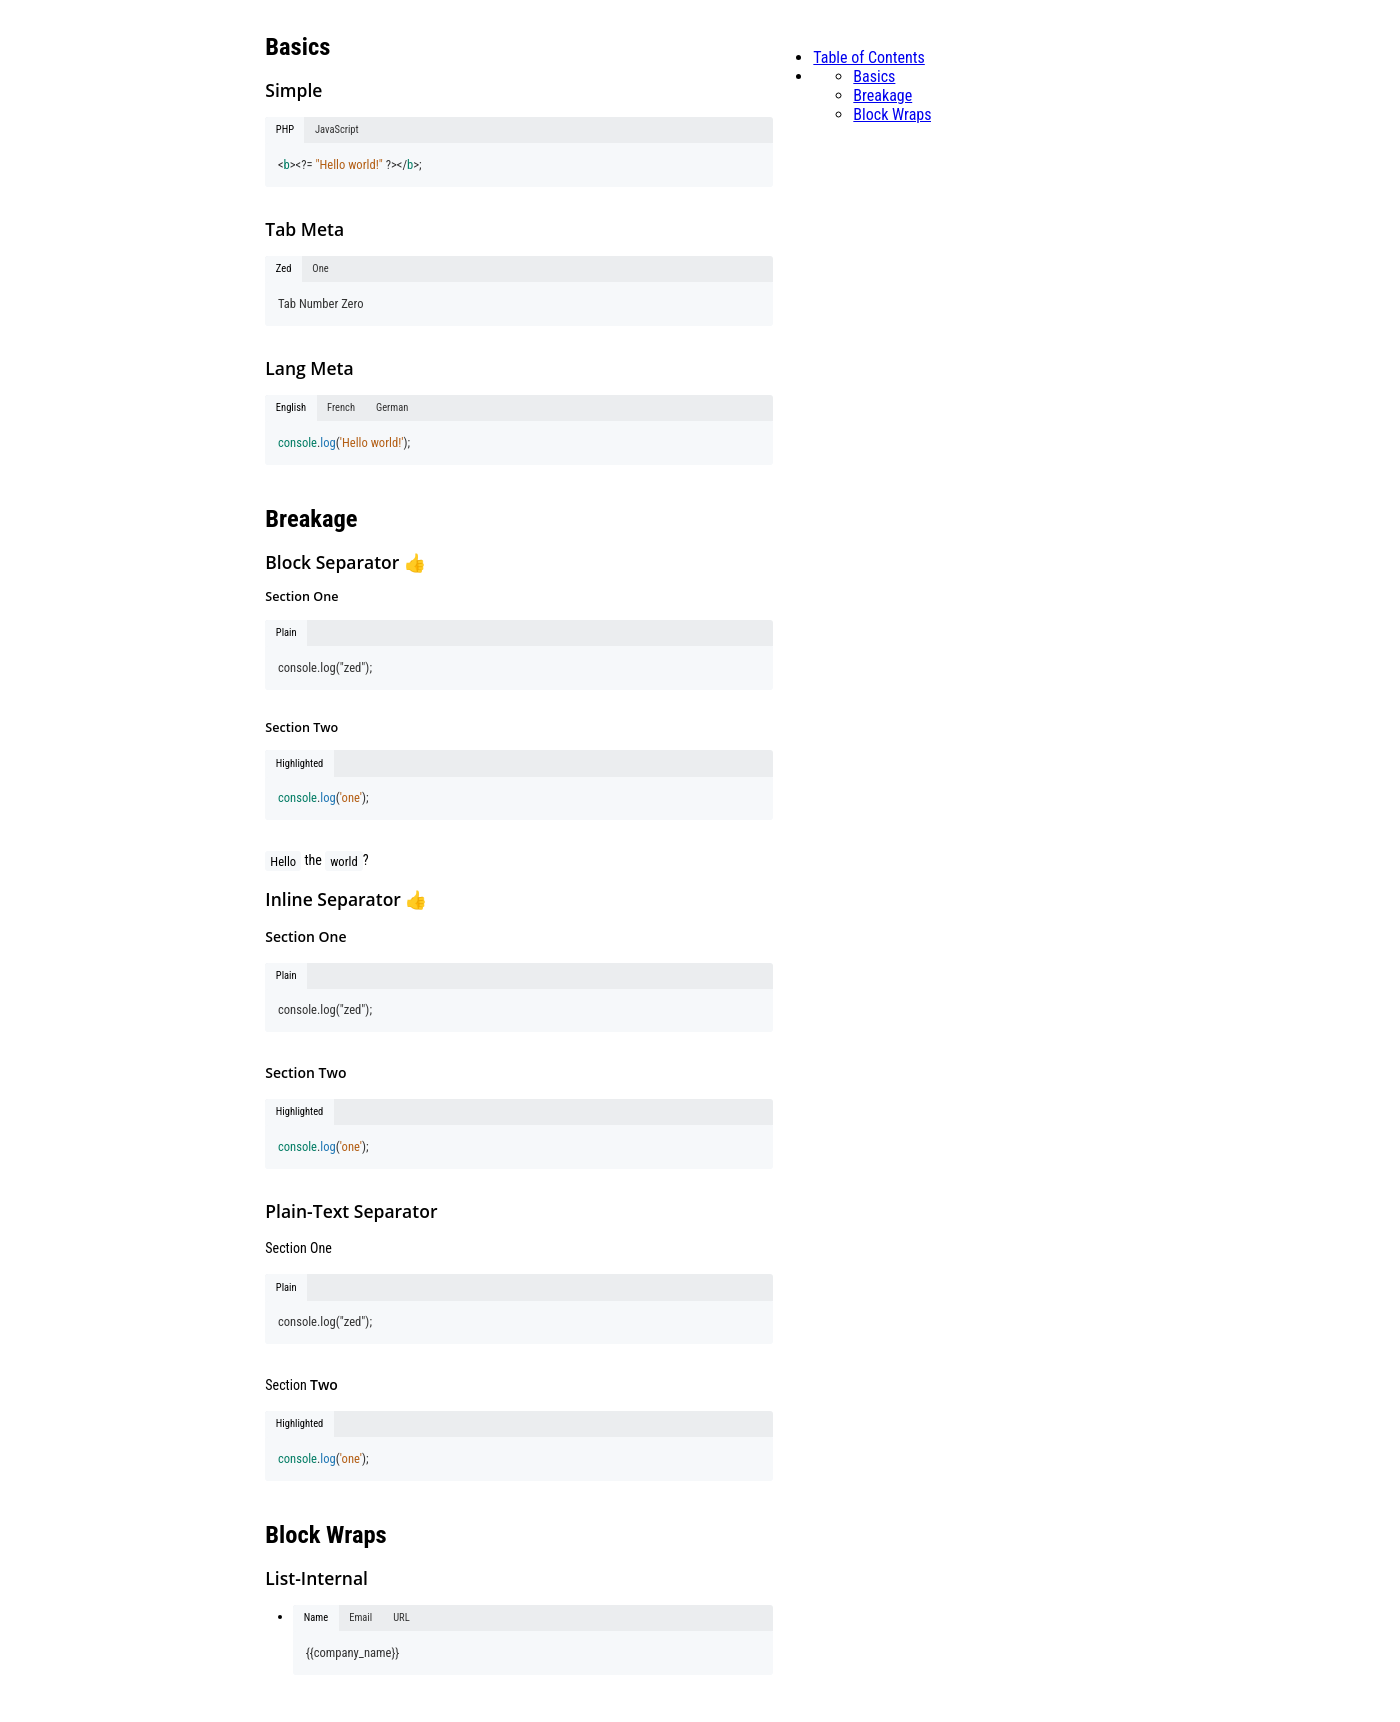 Basics
Simple
PHP JavaScript
<b><?= "Hello world!" ?></b>;
Tab Meta
Zed One
Tab Number Zero
Lang Meta
English French German
console.log('Hello world!');
Breakage
Block Separator 👍
Section One
Plain
console.log("zed");
Section Two
Highlighted
console.log('one');
Hello the world ?
Inline Separator 👍
Section One
Plain
console.log("zed");
Section Two
Highlighted
console.log('one');
Plain-Text Separator
Section One
Plain
console.log("zed");
Section Two
Highlighted
console.log('one');
Block Wraps
List-Internal
Name Email URL
{{company_name}}
Table of Contents
Basics
Breakage
Block Wraps